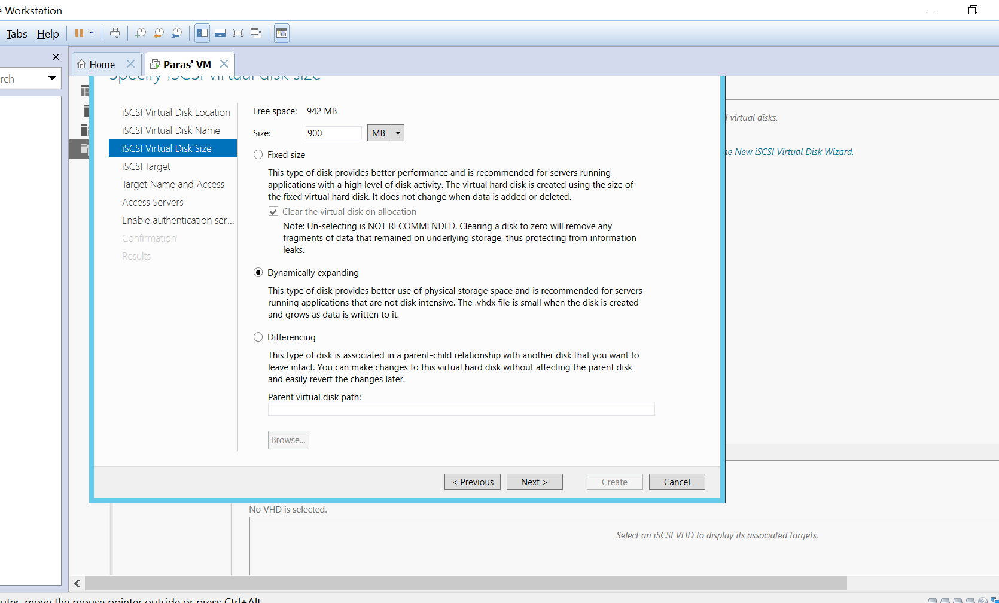 e Workstation
Tabs Help
Home
Paras' VM
rch
Specify iSCSI virtual disk size
iSCSI Virtual Disk Location
iSCSI Virtual Disk Name
iSCSI Virtual Disk Size
iSCSI Target
Target Name and Access
Access Servers
Enable authentication ser...
Confirmation
Results
Free space: 942 MB
Size: 900 MB
Fixed size
This type of disk provides better performance and is recommended for servers running
applications with a high level of disk activity. The virtual hard disk is created using the size of
the fixed virtual hard disk. It does not change when data is added or deleted.
Clear the virtual disk on allocation
Note: Un-selecting is NOT RECOMMENDED. Clearing a disk to zero will remove any
fragments of data that remained on underlying storage, thus protecting from information
leaks.
Dynamically expanding
This type of disk provides better use of physical storage space and is recommended for servers
running applications that are not disk intensive. The .vhdx file is small when the disk is created
and grows as data is written to it.
Differencing
This type of disk is associated in a parent-child relationship with another disk that you want to
leave intact. You can make changes to this virtual hard disk without affecting the parent disk
and easily revert the changes later.
Parent virtual disk path:
Browse...
< Previous
Next >
Create
Cancel
I virtual disks.
he New iSCSI Virtual Disk Wizard.
No VHD is selected.
Select an iSCSI VHD to display its associated targets.
uter, move the mouse pointer outside or press Ctrl+Alt.